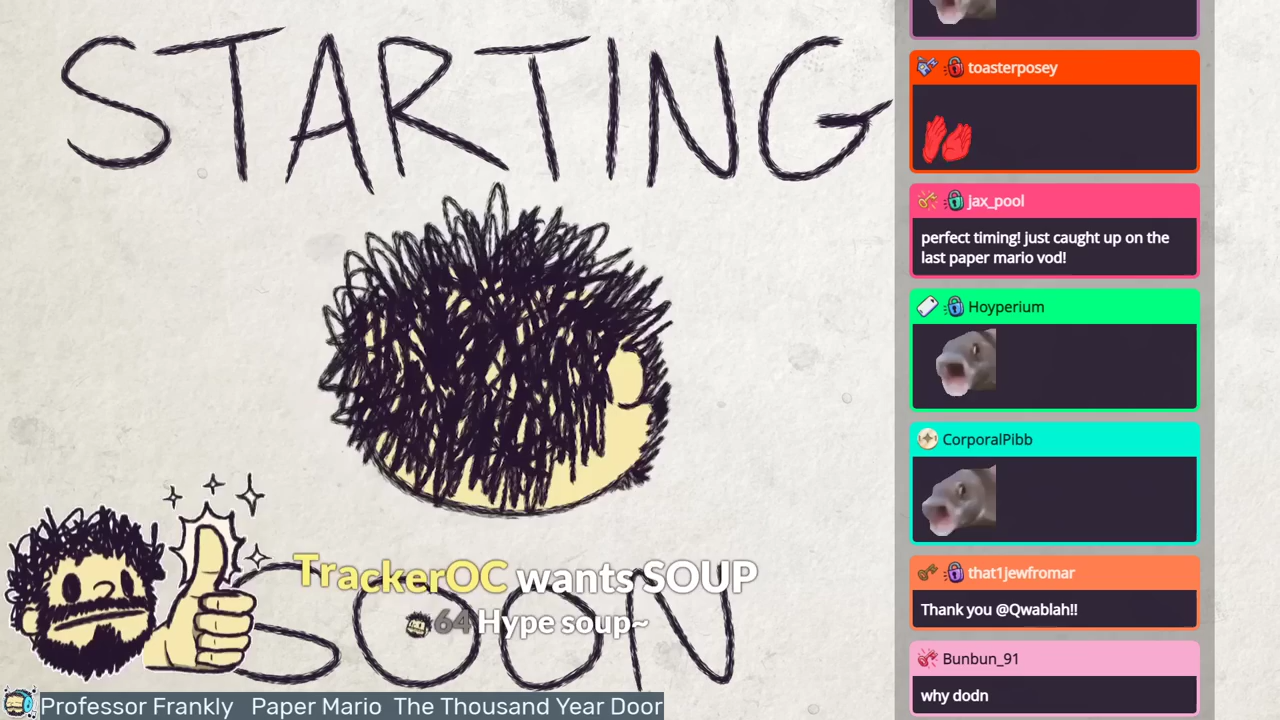 STARTING
SOON
TrackerOC wants SOUP
64 Hype soup~
Professor Frankly Paper Mario The Thousand Year Door
toasterposey
jax_pool
perfect timing! just caught up on the
last paper mario vod!
Hoyperium
CorporalPibb
that1jewfromar
Thank you @Qwablah!!
Bunbun_91
why dodn